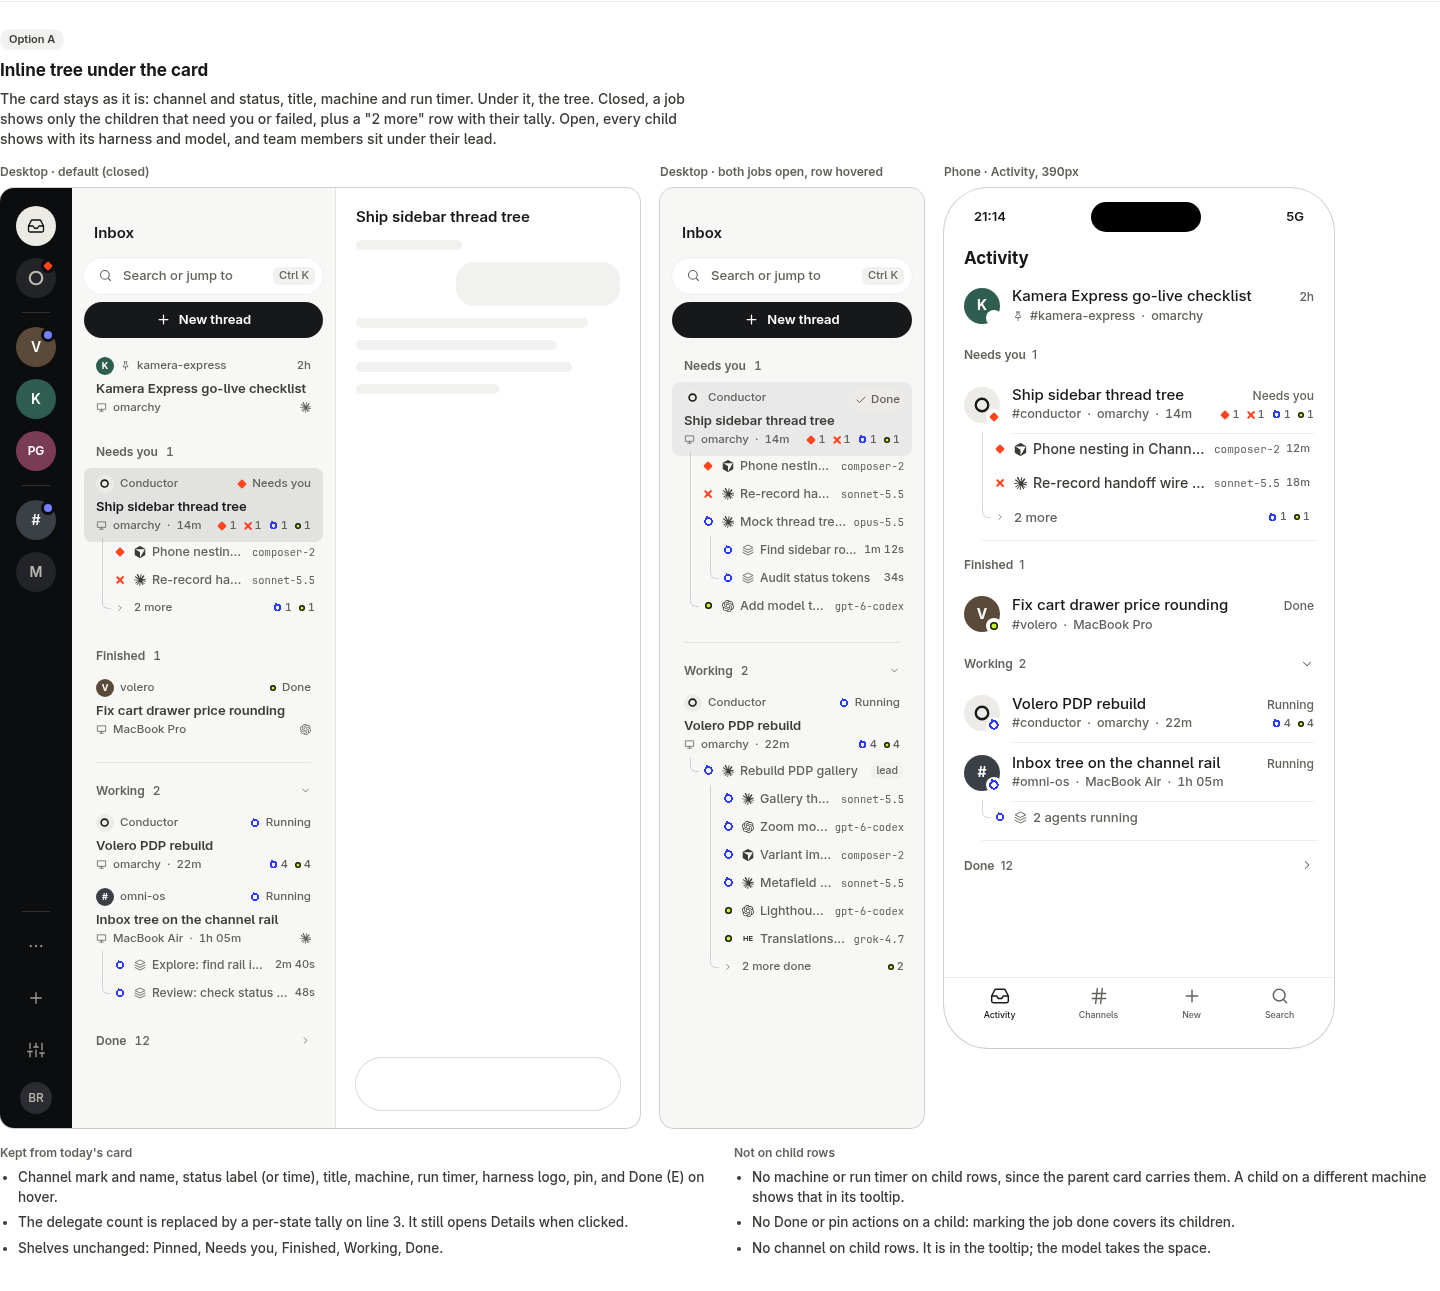 Option A
Inline tree under the card
The card stays as it is: channel and status, title, machine and run timer. Under it, the tree. Closed, a job
shows only the children that need you or failed, plus a "2 more" row with their tally. Open, every child
shows with its harness and model, and team members sit under their lead.
Desktop · default (closed)
V
K
PG
#
M
BR
Inbox
Search or jump to Ctrl K
New thread
K kamera-express 2h
Kamera Express go-live checklist
omarchy
Needs you 1
Conductor Needs you
Ship sidebar thread tree
omarchy · 14m 1 1 1 1
Phone nestin... composer-2
Re-record ha... sonnet-5.5
2 more 1 1
Finished 1
V volero Done
Fix cart drawer price rounding
MacBook Pro
Working 2
Conductor Running
Volero PDP rebuild
omarchy · 22m 4 4
# omni-os Running
Inbox tree on the channel rail
MacBook Air · 1h 05m
Explore: find rail i... 2m 40s
Review: check status ... 48s
Done 12
Ship sidebar thread tree
Desktop · both jobs open, row hovered
Inbox
Search or jump to Ctrl K
New thread
Needs you 1
Conductor Done
Ship sidebar thread tree
omarchy · 14m 1 1 1 1
Phone nestin... composer-2
Re-record ha... sonnet-5.5
Mock thread tre... opus-5.5
Find sidebar ro... 1m 12s
Audit status tokens 34s
Add model t... gpt-6-codex
Working 2
Conductor Running
Volero PDP rebuild
omarchy · 22m 4 4
Rebuild PDP gallery lead
Gallery th... sonnet-5.5
Zoom mo... gpt-6-codex
Variant im... composer-2
Metafield ... sonnet-5.5
Lighthou... gpt-6-codex
HE Translations... grok-4.7
2 more done 2
Phone · Activity, 390px
21:14 5G
Activity
K Kamera Express go-live checklist 2h
#kamera-express · omarchy
Needs you 1
Ship sidebar thread tree Needs you
#conductor · omarchy · 14m 1 1 1 1
Phone nesting in Chann... composer-2 12m
Re-record handoff wire ... sonnet-5.5 18m
2 more 1 1
Finished 1
V Fix cart drawer price rounding Done
#volero · MacBook Pro
Working 2
Volero PDP rebuild Running
#conductor · omarchy · 22m 4 4
# Inbox tree on the channel rail Running
#omni-os · MacBook Air · 1h 05m
2 agents running
Done 12
Activity Channels New Search
Kept from today's card
• Channel mark and name, status label (or time), title, machine, run timer, harness logo, pin, and Done (E) on
hover.
• The delegate count is replaced by a per-state tally on line 3. It still opens Details when clicked.
• Shelves unchanged: Pinned, Needs you, Finished, Working, Done.
Not on child rows
• No machine or run timer on child rows, since the parent card carries them. A child on a different machine
shows that in its tooltip.
• No Done or pin actions on a child: marking the job done covers its children.
• No channel on child rows. It is in the tooltip; the model takes the space.